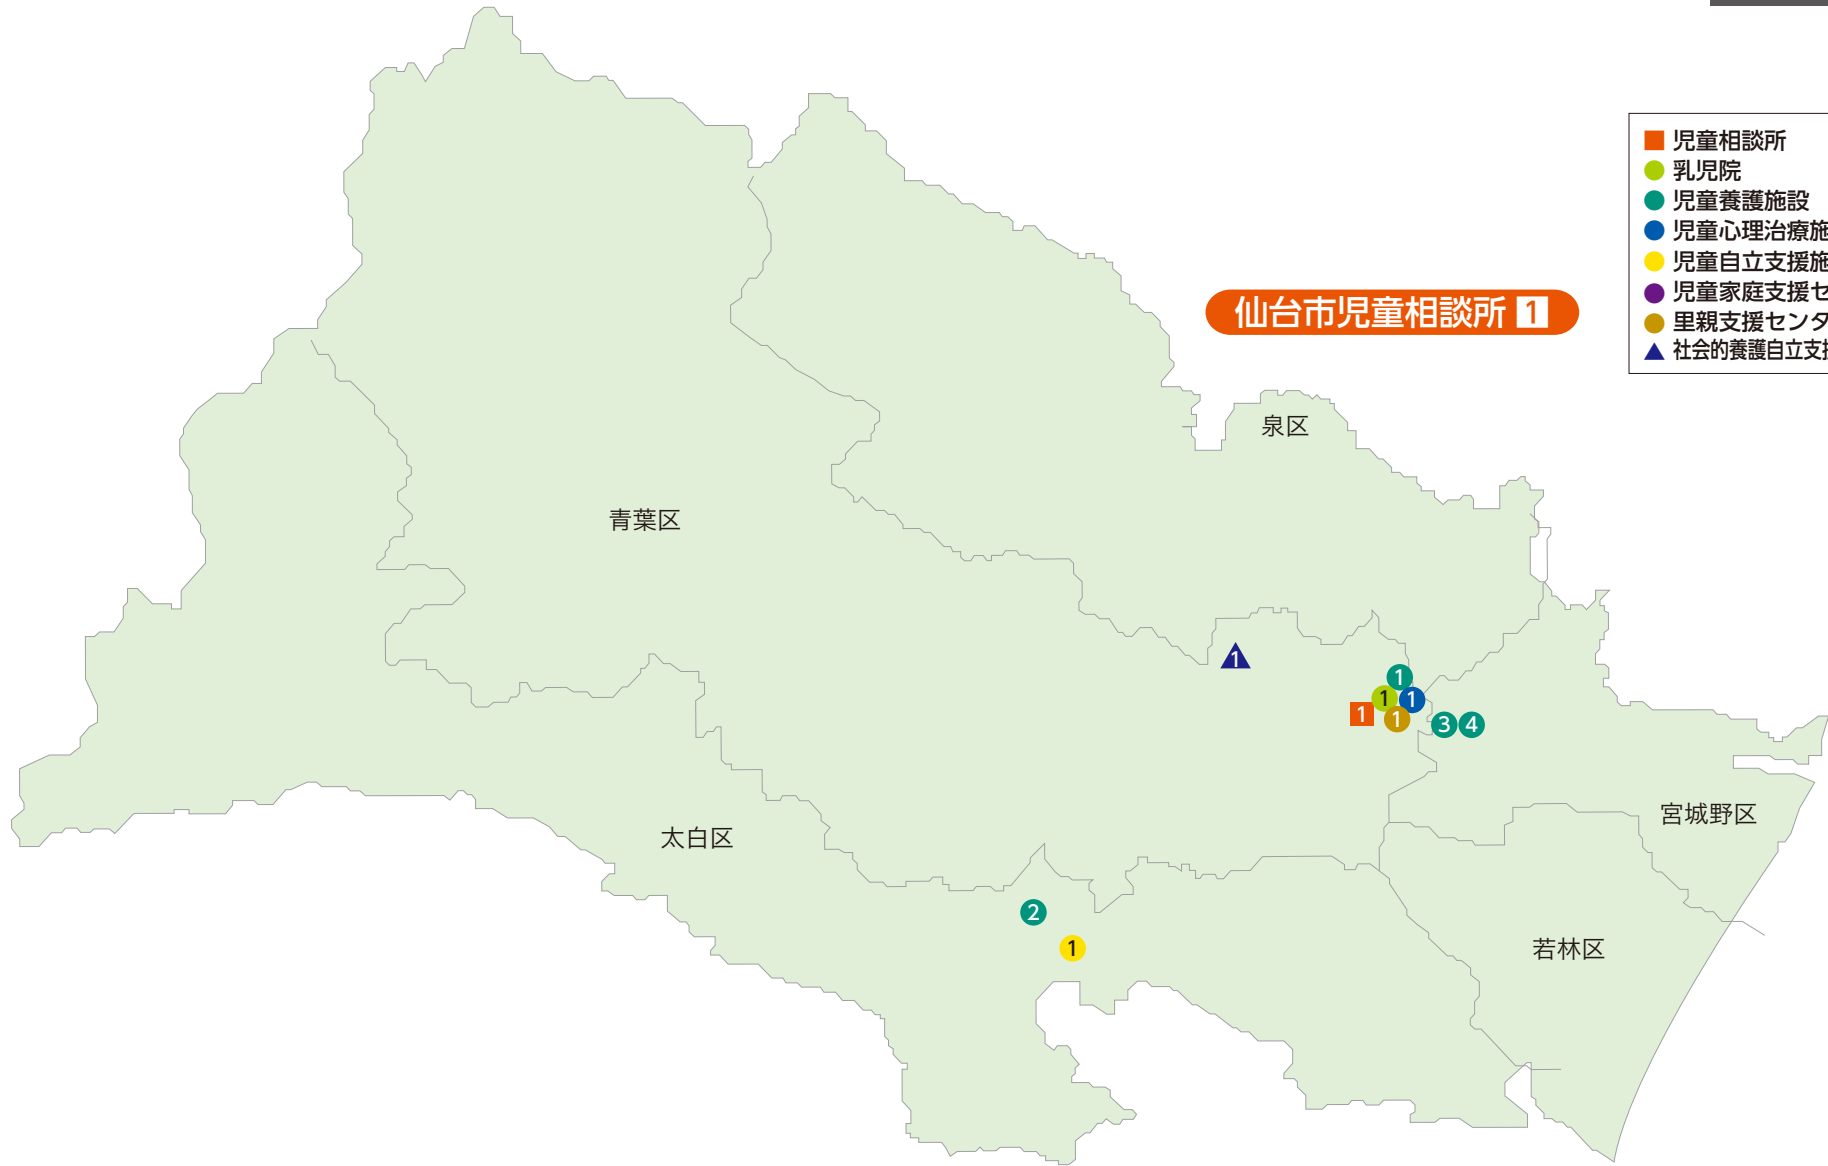 児童相談所
乳児院
児童養護施設
児童心理治療施
児童自立支援施
児童家庭支援セ
里親支援センタ
社会的養護自立支援
仙台市児童相談所 1
泉区
青葉区
1
1
1
1
1
1
3
4
宮城野区
太白区
2
1
若林区